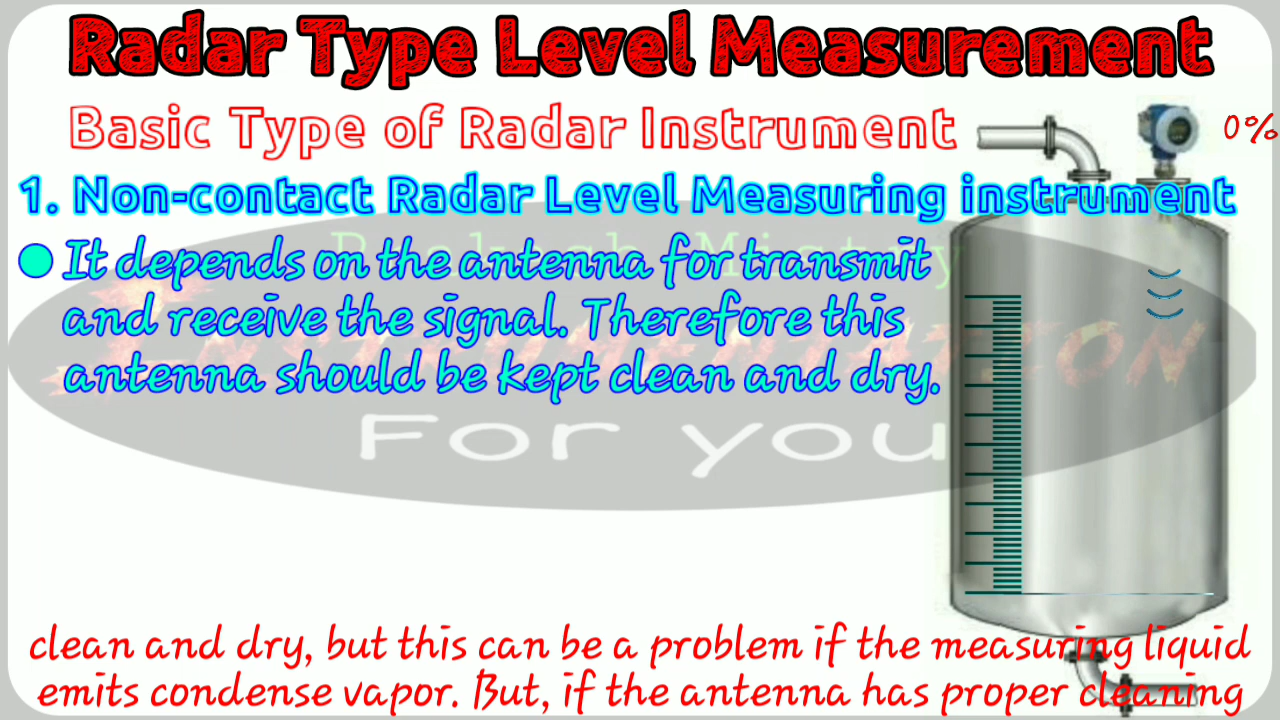 Radar Type Level Measurement
Basic Type of Radar Instrument
0%
1. Non-contact Radar Level Measuring instrument
It depends on the antenna for transmit
and receive the signal. Therefore this
antenna should be kept clean and dry.
Instrumentation
For you
clean and dry, but this can be a problem if the measuring liquid
emits condense vapor. But, if the antenna has proper cleaning